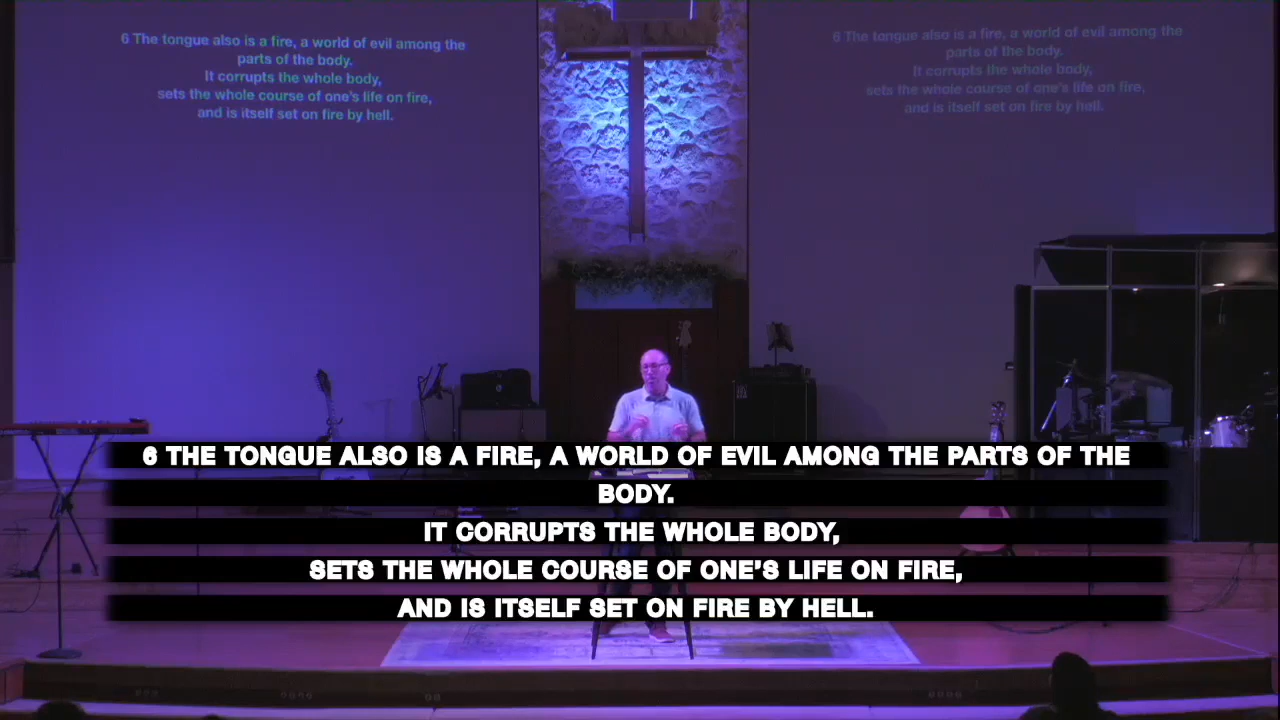 6 The tongue also is a fire, a world of evil among the
parts of the body.
It corrupts the whole body,
sets the whole course of one's life on fire,
and is itself set on fire by hell.
6 The tongue also is a fire, a world of evil among the
parts of the body.
It corrupts the whole body,
sets the whole course of one's life on fire,
and is itself set on fire by hell.
6 THE TONGUE ALSO IS A FIRE, A WORLD OF EVIL AMONG THE PARTS OF THE
BODY.
IT CORRUPTS THE WHOLE BODY,
SETS THE WHOLE COURSE OF ONE'S LIFE ON FIRE,
AND IS ITSELF SET ON FIRE BY HELL.